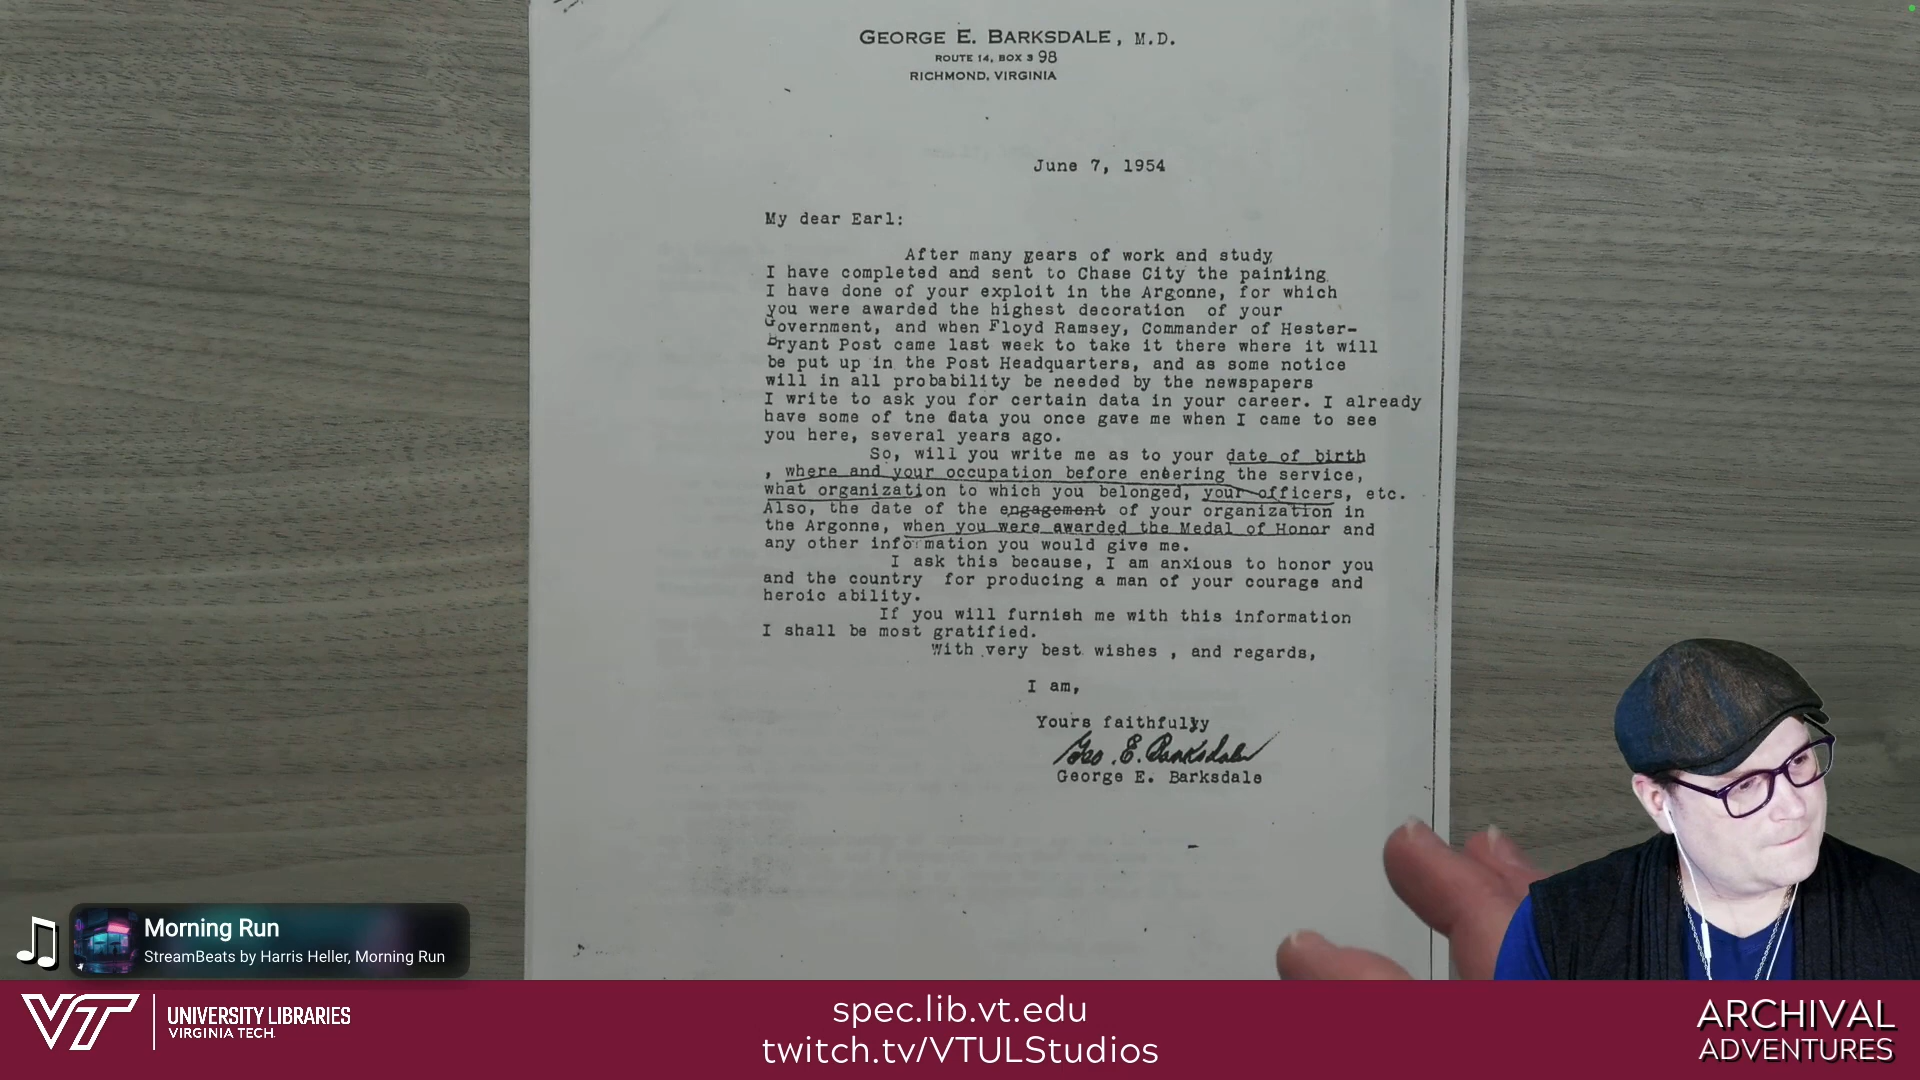 GEORGE E. BARKSDALE, M.D.
ROUTE 14, BOX 3 98
RICHMOND, VIRGINIA
June 7, 1954
My dear Earl:
After many years of work and study
I have completed and sent to Chase City the painting
I have done of your exploit in the Argonne, for which
you were awarded the highest decoration of your
Government, and when Floyd Ramsey, Commander of Hester-
Bryant Post came last week to take it there where it will
be put up in the Post Headquarters, and as some notice
will in all probability be needed by the newspapers
I write to ask you for certain data in your career. I already
have some of tne data you once gave me when I came to see
you here, several years ago.
So, will you write me as to your date of birth
, where and your occupation before entering the service,
what organization to which you belonged, your officers, etc.
Also, the date of the engagement of your organization in
the Argonne, when you were awarded the Medal of Honor and
any other information you would give me.
I ask this because, I am anxious to honor you
and the country for producing a man of your courage and
heroic ability.
If you will furnish me with this information
I shall be most gratified.
With very best wishes , and regards,
I am,
Yours faithfully
Geo. E. Barksdale
George E. Barksdale
Morning Run
StreamBeats by Harris Heller, Morning Run
VT
UNIVERSITY LIBRARIES
VIRGINIA TECH
spec.lib.vt.edu
twitch.tv/VTULStudios
ARCHIVAL
ADVENTURES